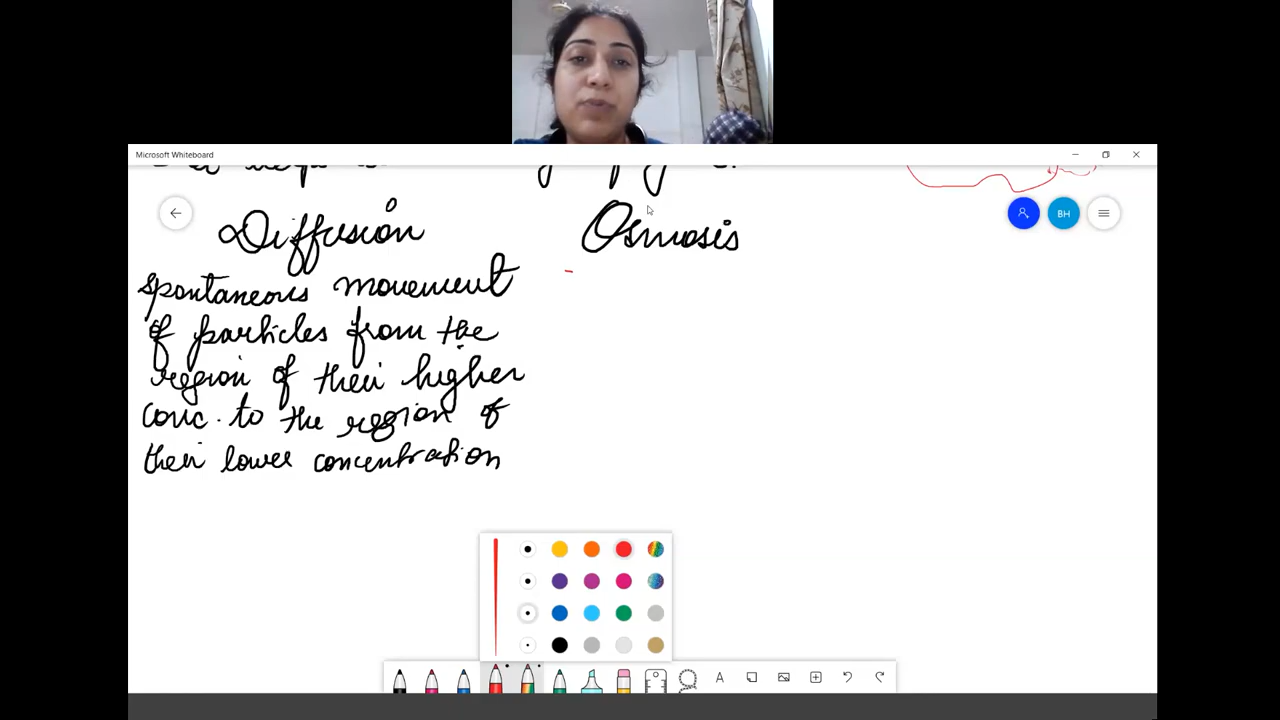 Microsoft Whiteboard
BH
Diffusion
Osmosis
spontaneous movement
of particles from the
region of their higher
conc. to the region of
their lower concentration
A